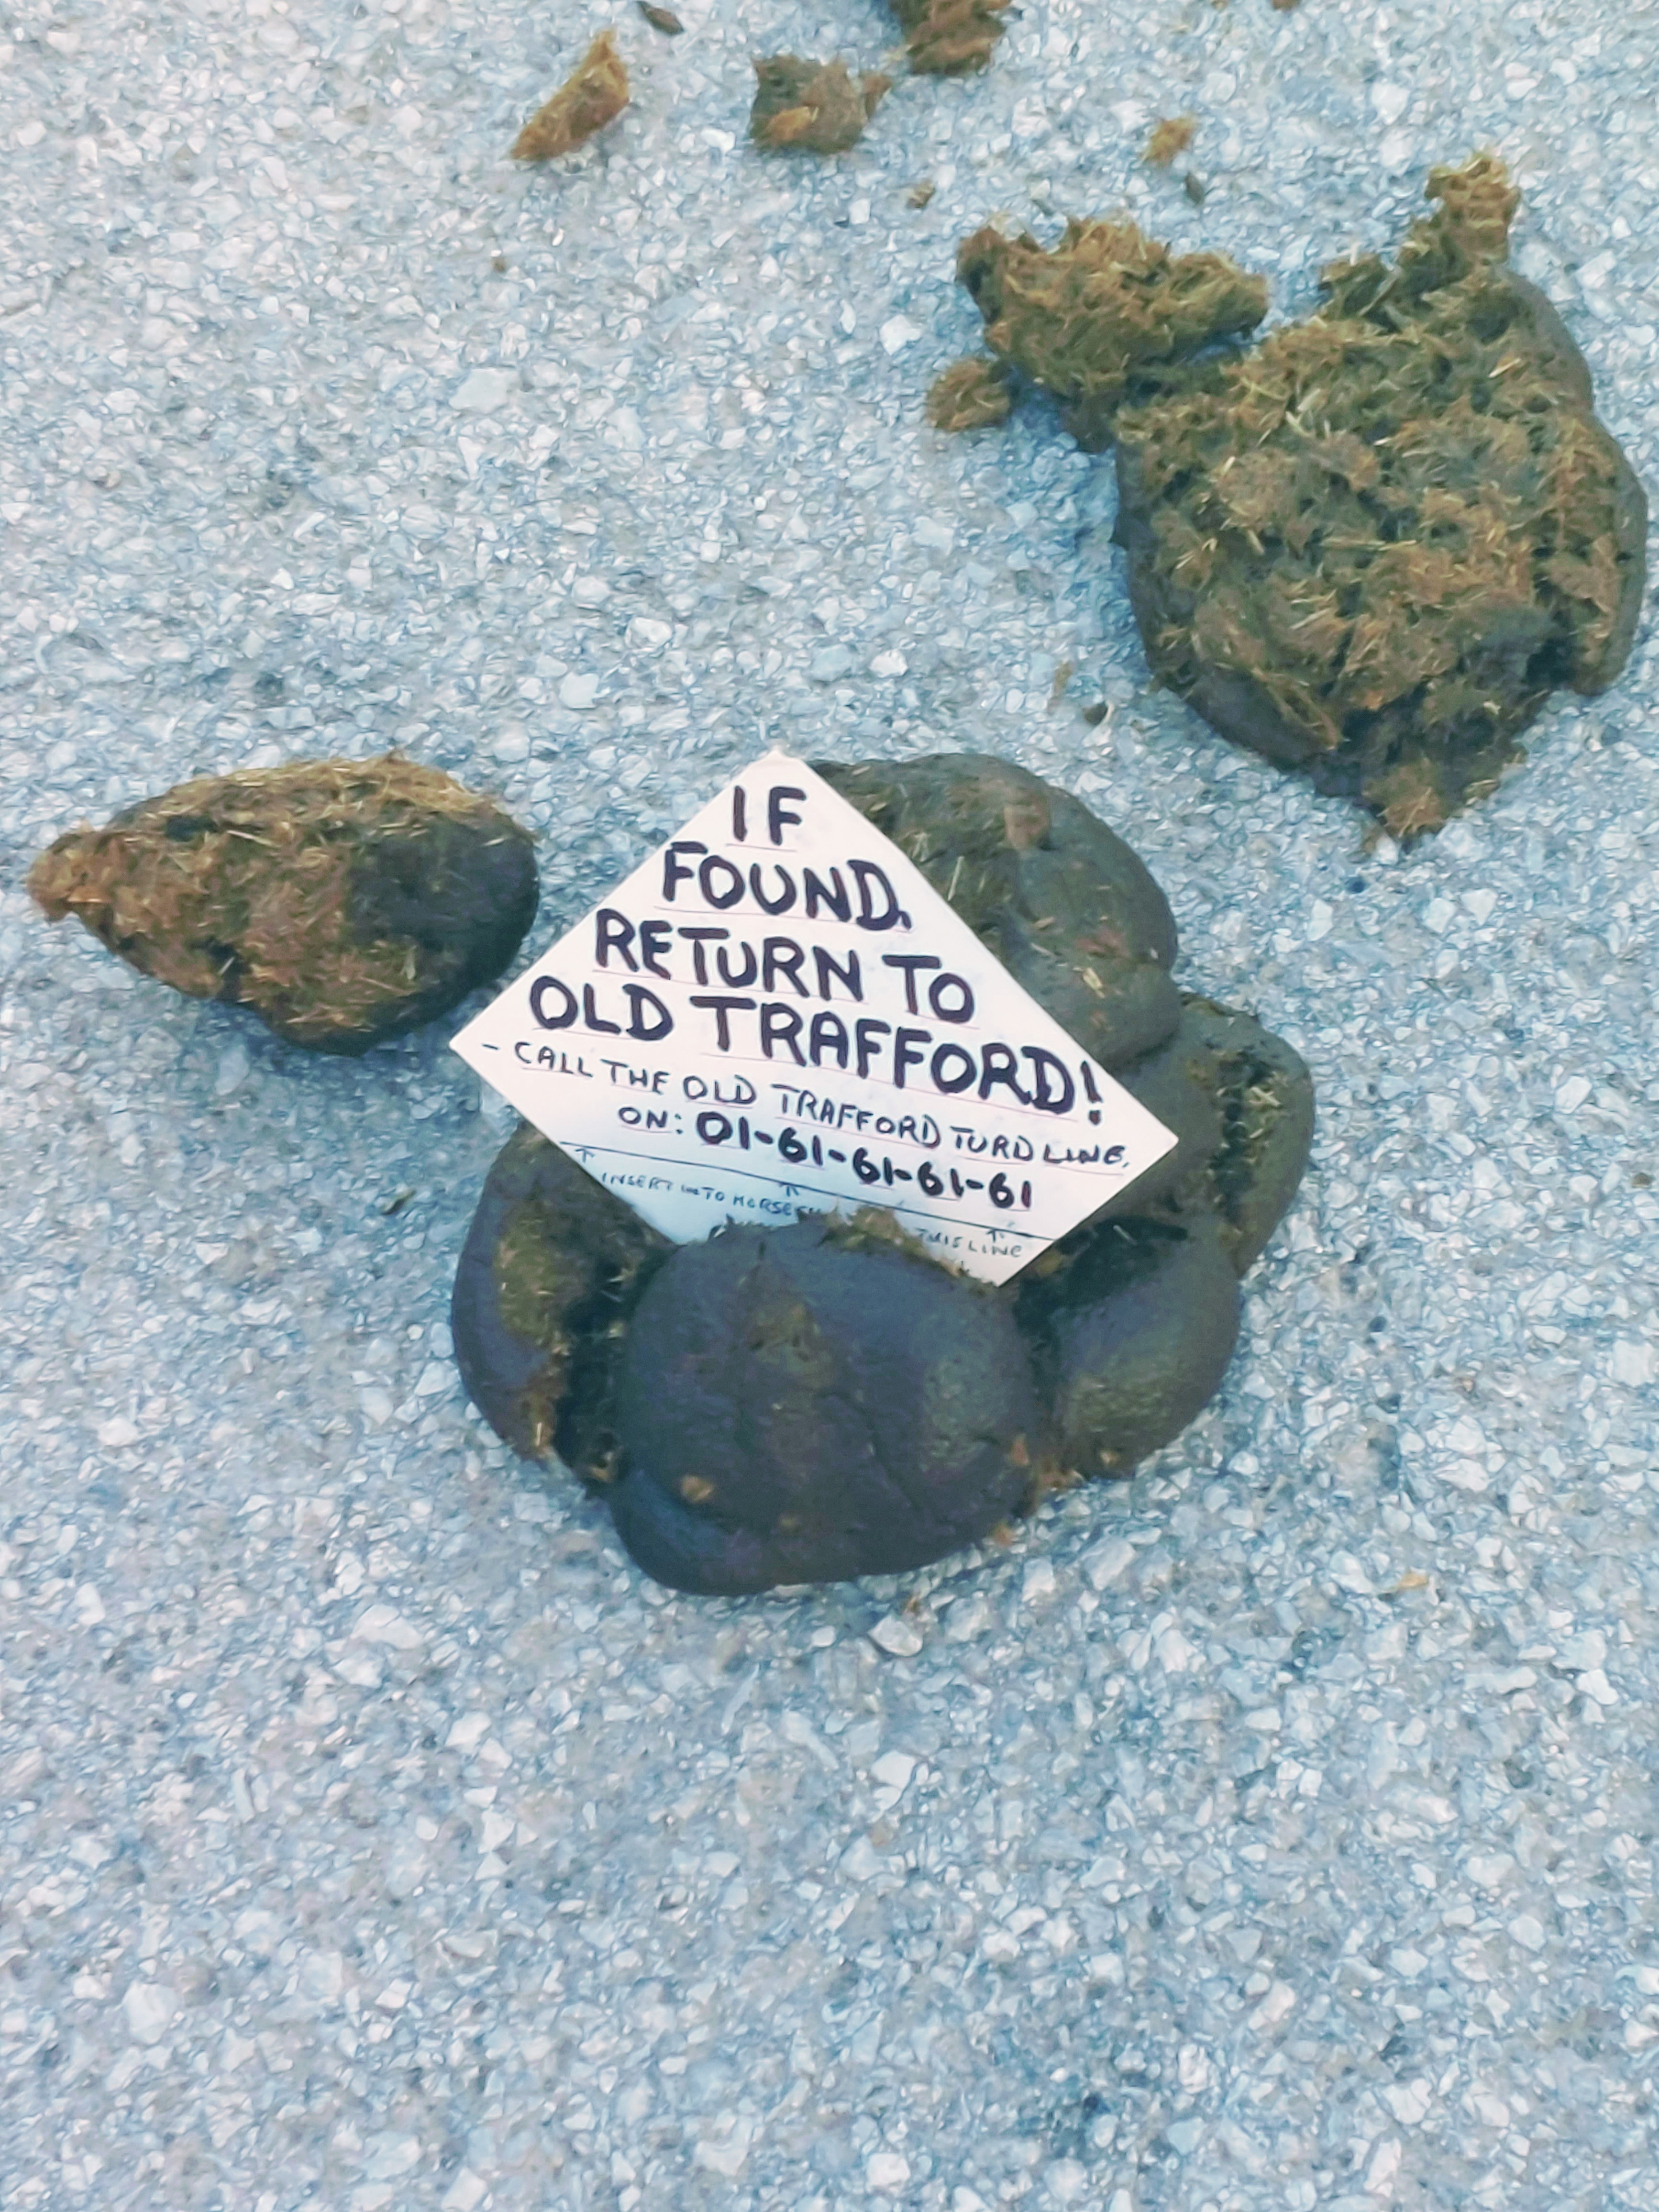 IF
FOUND,
RETURN TO
OLD TRAFFORD!
- CALL THE OLD TRAFFORD TURD LINE,
ON: 01-61-61-61-61
INSERT INTO THIS LINE